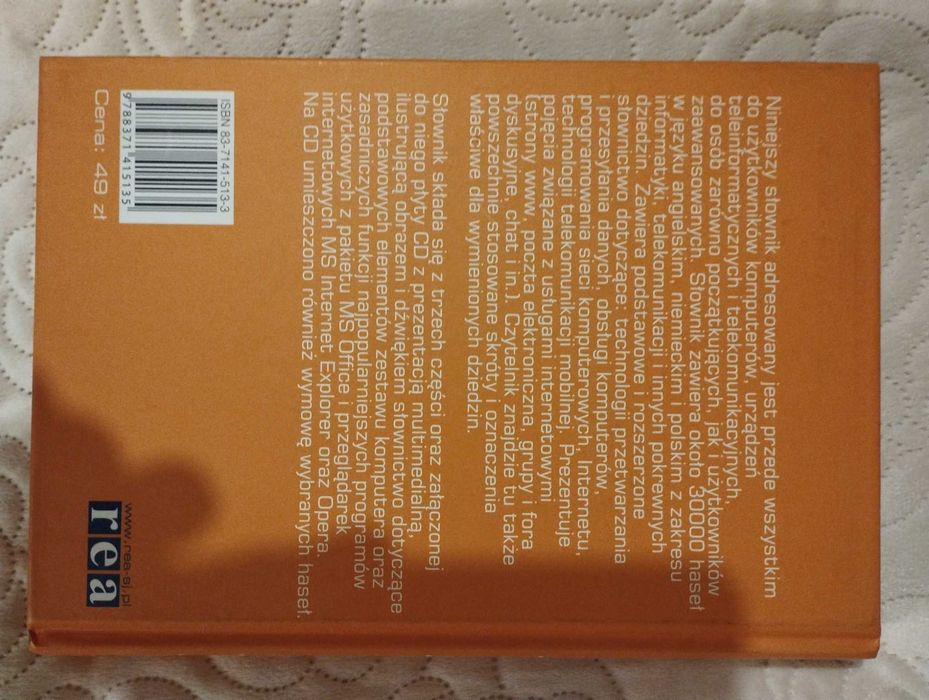 Niniejszy słownik adresowany jest przede wszystkim
do użytkowników komputerów, urządzeń
teleinformatycznych i telekomunikacyjnych,
do osób zarówno początkujących, jak i użytkowników
zaawansowanych. Słownik zawiera około 30000 haseł
w języku angielskim, niemieckim i polskim z zakresu
informatyki, telekomunikacji i innych pokrewnych
dziedzin. Zawiera podstawowe i rozszerzone
słownictwo dotyczące: technologii przetwarzania
i przesyłania danych, obsługi komputerów,
programowania sieci komputerowych, Internetu,
technologii telekomunikacji mobilnej. Prezentuje
pojęcia związane z usługami internetowymi
(strony www, poczta elektroniczna, grupy i fora
dyskusyjne, chat i in.). Czytelnik znajdzie tu także
powszechnie stosowane skróty i oznaczenia
właściwe dla wymienionych dziedzin.
Słownik składa się z trzech części oraz załączonej
do niego płyty CD z prezentacją multimedialną,
ilustrującą obrazem i dźwiękiem słownictwo dotyczące
podstawowych elementów zestawu komputera oraz
zasadniczych funkcji najpopularniejszych programów
użytkowych z pakietu MS Office i przeglądarek
internetowych MS Internet Explorer oraz Opera.
Na CD umieszczono również wymowę wybranych haseł.
ISBN 83-7141-513-3
9788371415135
Cena: 49 zł
www.rea-sj.pl
rea